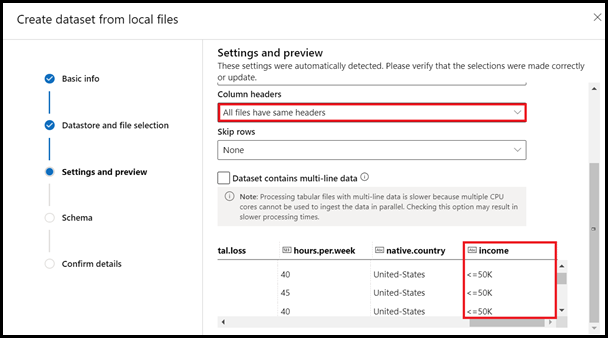 Create dataset from local files
Basic info
Datastore and file selection
Settings and preview
Schema
Confirm details
Settings and preview
These settings were automatically detected. Please verify that the selections were made correctly
or update.
Column headers
All files have same headers
Skip rows
None
Dataset contains multi-line data
Note: Processing tabular files with multi-line data is slower because multiple CPU
cores cannot be used to ingest the data in parallel. Checking this option may result in
slower processing times.
tal.loss hours.per.week native.country income
40 United-States <=50K
45 United-States <=50K
40 United-States <=50K